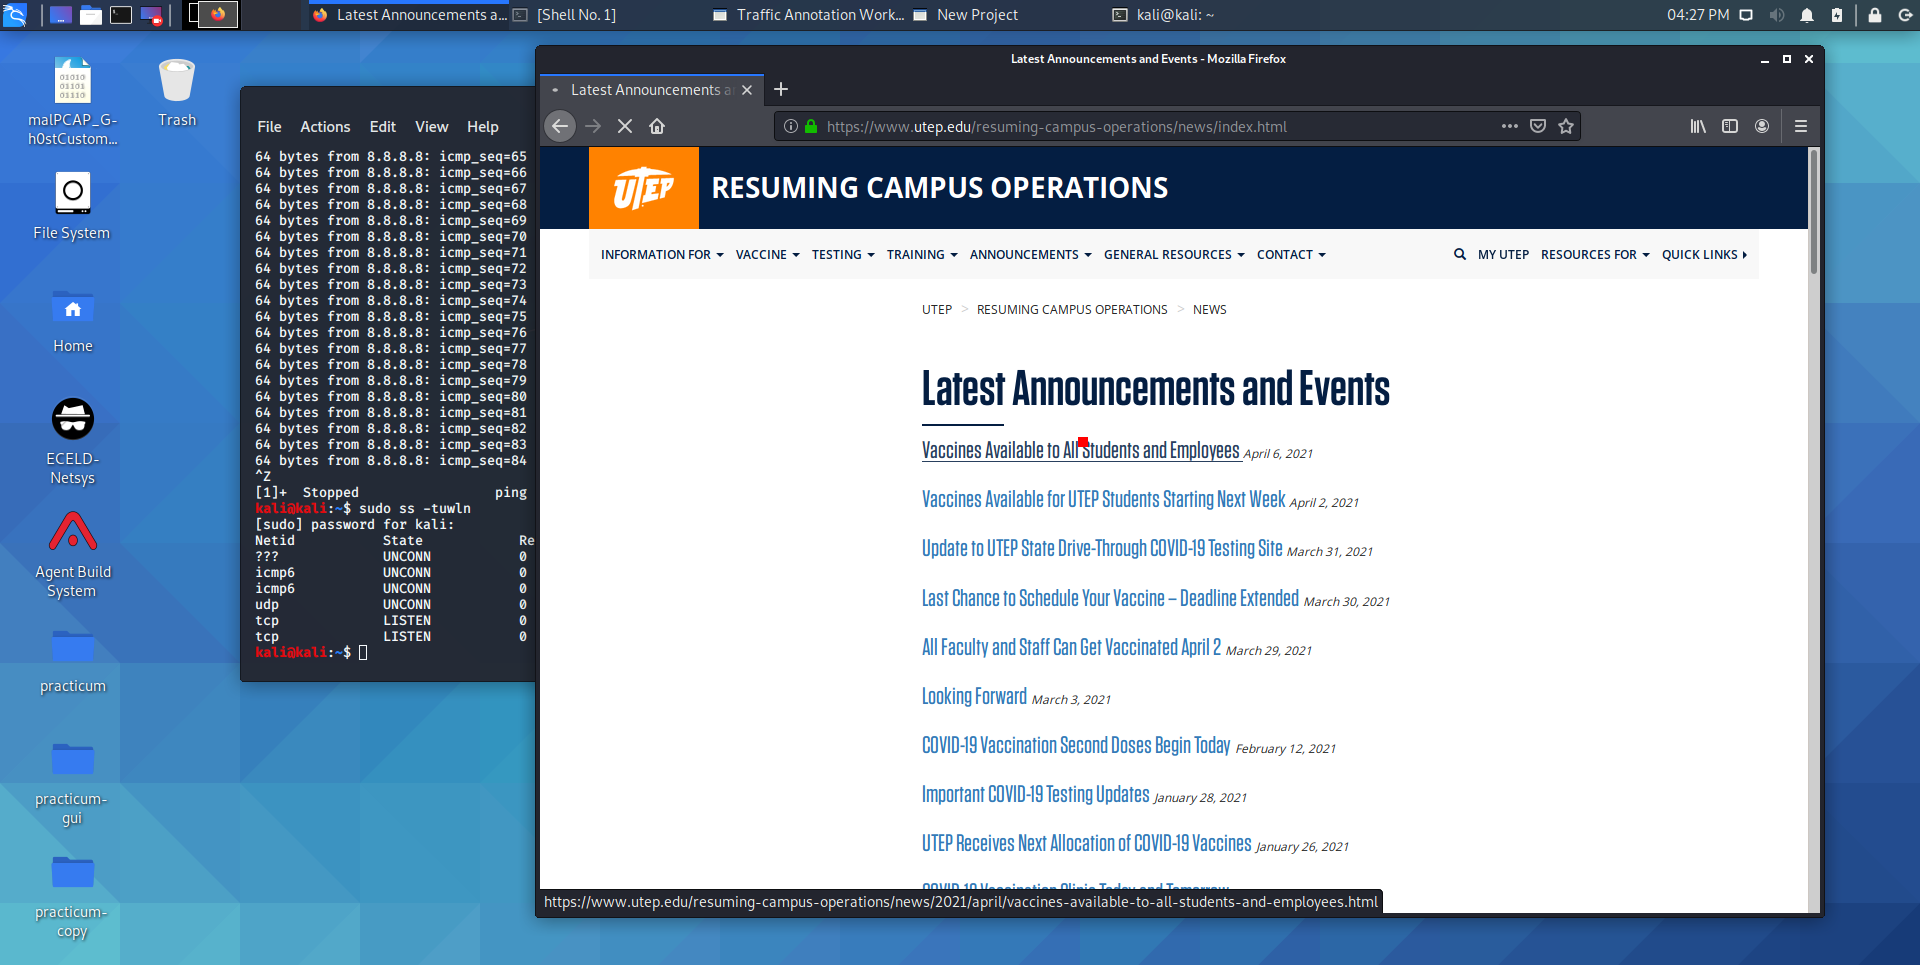 Latest Announcements a...
[Shell No. 1]
Traffic Annotation Work...
New Project
kali@kali: ~
04:27 PM
malPCAP_G-
h0stCustom...
Trash
File System
Home
ECELD-
Netsys
Agent Build
System
practicum
practicum-
gui
practicum-
copy
File Actions Edit View Help
64 bytes from 8.8.8.8: icmp_seq=65
64 bytes from 8.8.8.8: icmp_seq=66
64 bytes from 8.8.8.8: icmp_seq=67
64 bytes from 8.8.8.8: icmp_seq=68
64 bytes from 8.8.8.8: icmp_seq=69
64 bytes from 8.8.8.8: icmp_seq=70
64 bytes from 8.8.8.8: icmp_seq=71
64 bytes from 8.8.8.8: icmp_seq=72
64 bytes from 8.8.8.8: icmp_seq=73
64 bytes from 8.8.8.8: icmp_seq=74
64 bytes from 8.8.8.8: icmp_seq=75
64 bytes from 8.8.8.8: icmp_seq=76
64 bytes from 8.8.8.8: icmp_seq=77
64 bytes from 8.8.8.8: icmp_seq=78
64 bytes from 8.8.8.8: icmp_seq=79
64 bytes from 8.8.8.8: icmp_seq=80
64 bytes from 8.8.8.8: icmp_seq=81
64 bytes from 8.8.8.8: icmp_seq=82
64 bytes from 8.8.8.8: icmp_seq=83
64 bytes from 8.8.8.8: icmp_seq=84
^Z
[1]+ Stopped ping
kali@kali:~$ sudo ss -tuwln
[sudo] password for kali:
Netid State Re
??? UNCONN 0
icmp6 UNCONN 0
icmp6 UNCONN 0
udp UNCONN 0
tcp LISTEN 0
tcp LISTEN 0
kali@kali:~$
Latest Announcements and Events - Mozilla Firefox
Latest Announcements a
https://www.utep.edu/resuming-campus-operations/news/index.html
UTEP
RESUMING CAMPUS OPERATIONS
INFORMATION FOR VACCINE TESTING TRAINING ANNOUNCEMENTS GENERAL RESOURCES CONTACT MY UTEP RESOURCES FOR QUICK LINKS
UTEP > RESUMING CAMPUS OPERATIONS > NEWS
Latest Announcements and Events
Vaccines Available to All Students and Employees April 6, 2021
Vaccines Available for UTEP Students Starting Next Week April 2, 2021
Update to UTEP State Drive-Through COVID-19 Testing Site March 31, 2021
Last Chance to Schedule Your Vaccine – Deadline Extended March 30, 2021
All Faculty and Staff Can Get Vaccinated April 2 March 29, 2021
Looking Forward March 3, 2021
COVID-19 Vaccination Second Doses Begin Today February 12, 2021
Important COVID-19 Testing Updates January 28, 2021
UTEP Receives Next Allocation of COVID-19 Vaccines January 26, 2021
COVID-19 Vaccination Clinic Today and Tomorrow
https://www.utep.edu/resuming-campus-operations/news/2021/april/vaccines-available-to-all-students-and-employees.html